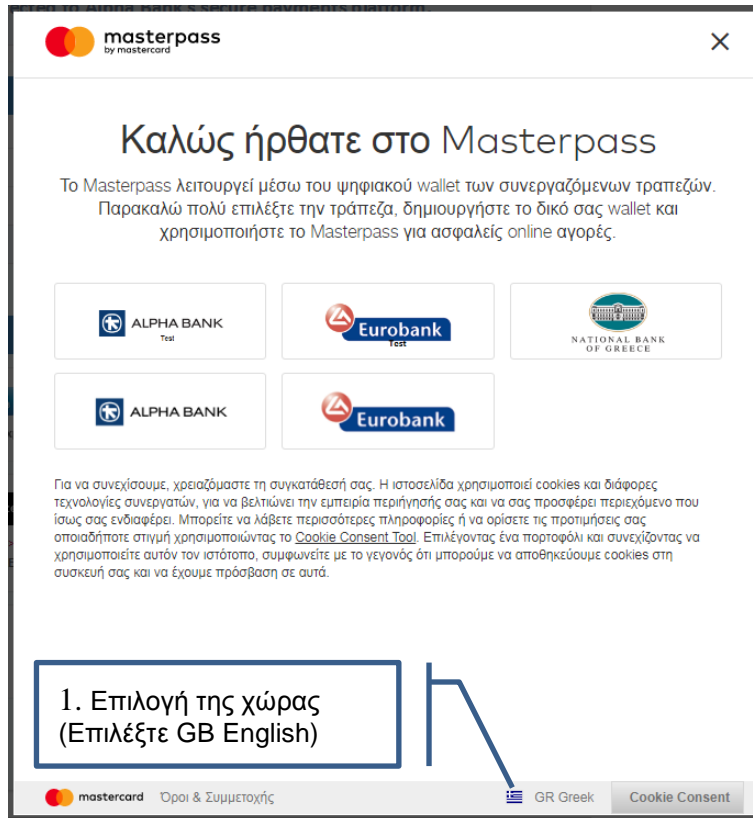 ected to Alpha Bank's secure payments platform.
masterpass
by mastercard
Καλώς ήρθατε στο Masterpass
Το Masterpass λειτουργεί μέσω του ψηφιακού wallet των συνεργαζόμενων τραπεζών.
Παρακαλώ πολύ επιλέξτε την τράπεζα, δημιουργήστε το δικό σας wallet και
χρησιμοποιήστε το Masterpass για ασφαλείς online αγορές.
ALPHA BANK
Test
Eurobank
Test
NATIONAL BANK
OF GREECE
ALPHA BANK
Eurobank
Για να συνεχίσουμε, χρειαζόμαστε τη συγκατάθεσή σας. Η ιστοσελίδα χρησιμοποιεί cookies και διάφορες
τεχνολογίες συνεργατών, για να βελτιώνει την εμπειρία περιήγησής σας και να σας προσφέρει περιεχόμενο που
ίσως σας ενδιαφέρει. Μπορείτε να λάβετε περισσότερες πληροφορίες ή να ορίσετε τις προτιμήσεις σας
οποιαδήποτε στιγμή χρησιμοποιώντας το Cookie Consent Tool. Επιλέγοντας ένα πορτοφόλι και συνεχίζοντας να
χρησιμοποιείτε αυτόν τον ιστότοπο, συμφωνείτε με το γεγονός ότι μπορούμε να αποθηκεύουμε cookies στη
συσκευή σας και να έχουμε πρόσβαση σε αυτά.
1. Επιλογή της χώρας
(Επιλέξτε GB English)
mastercard Όροι & Συμμετοχής GR Greek Cookie Consent